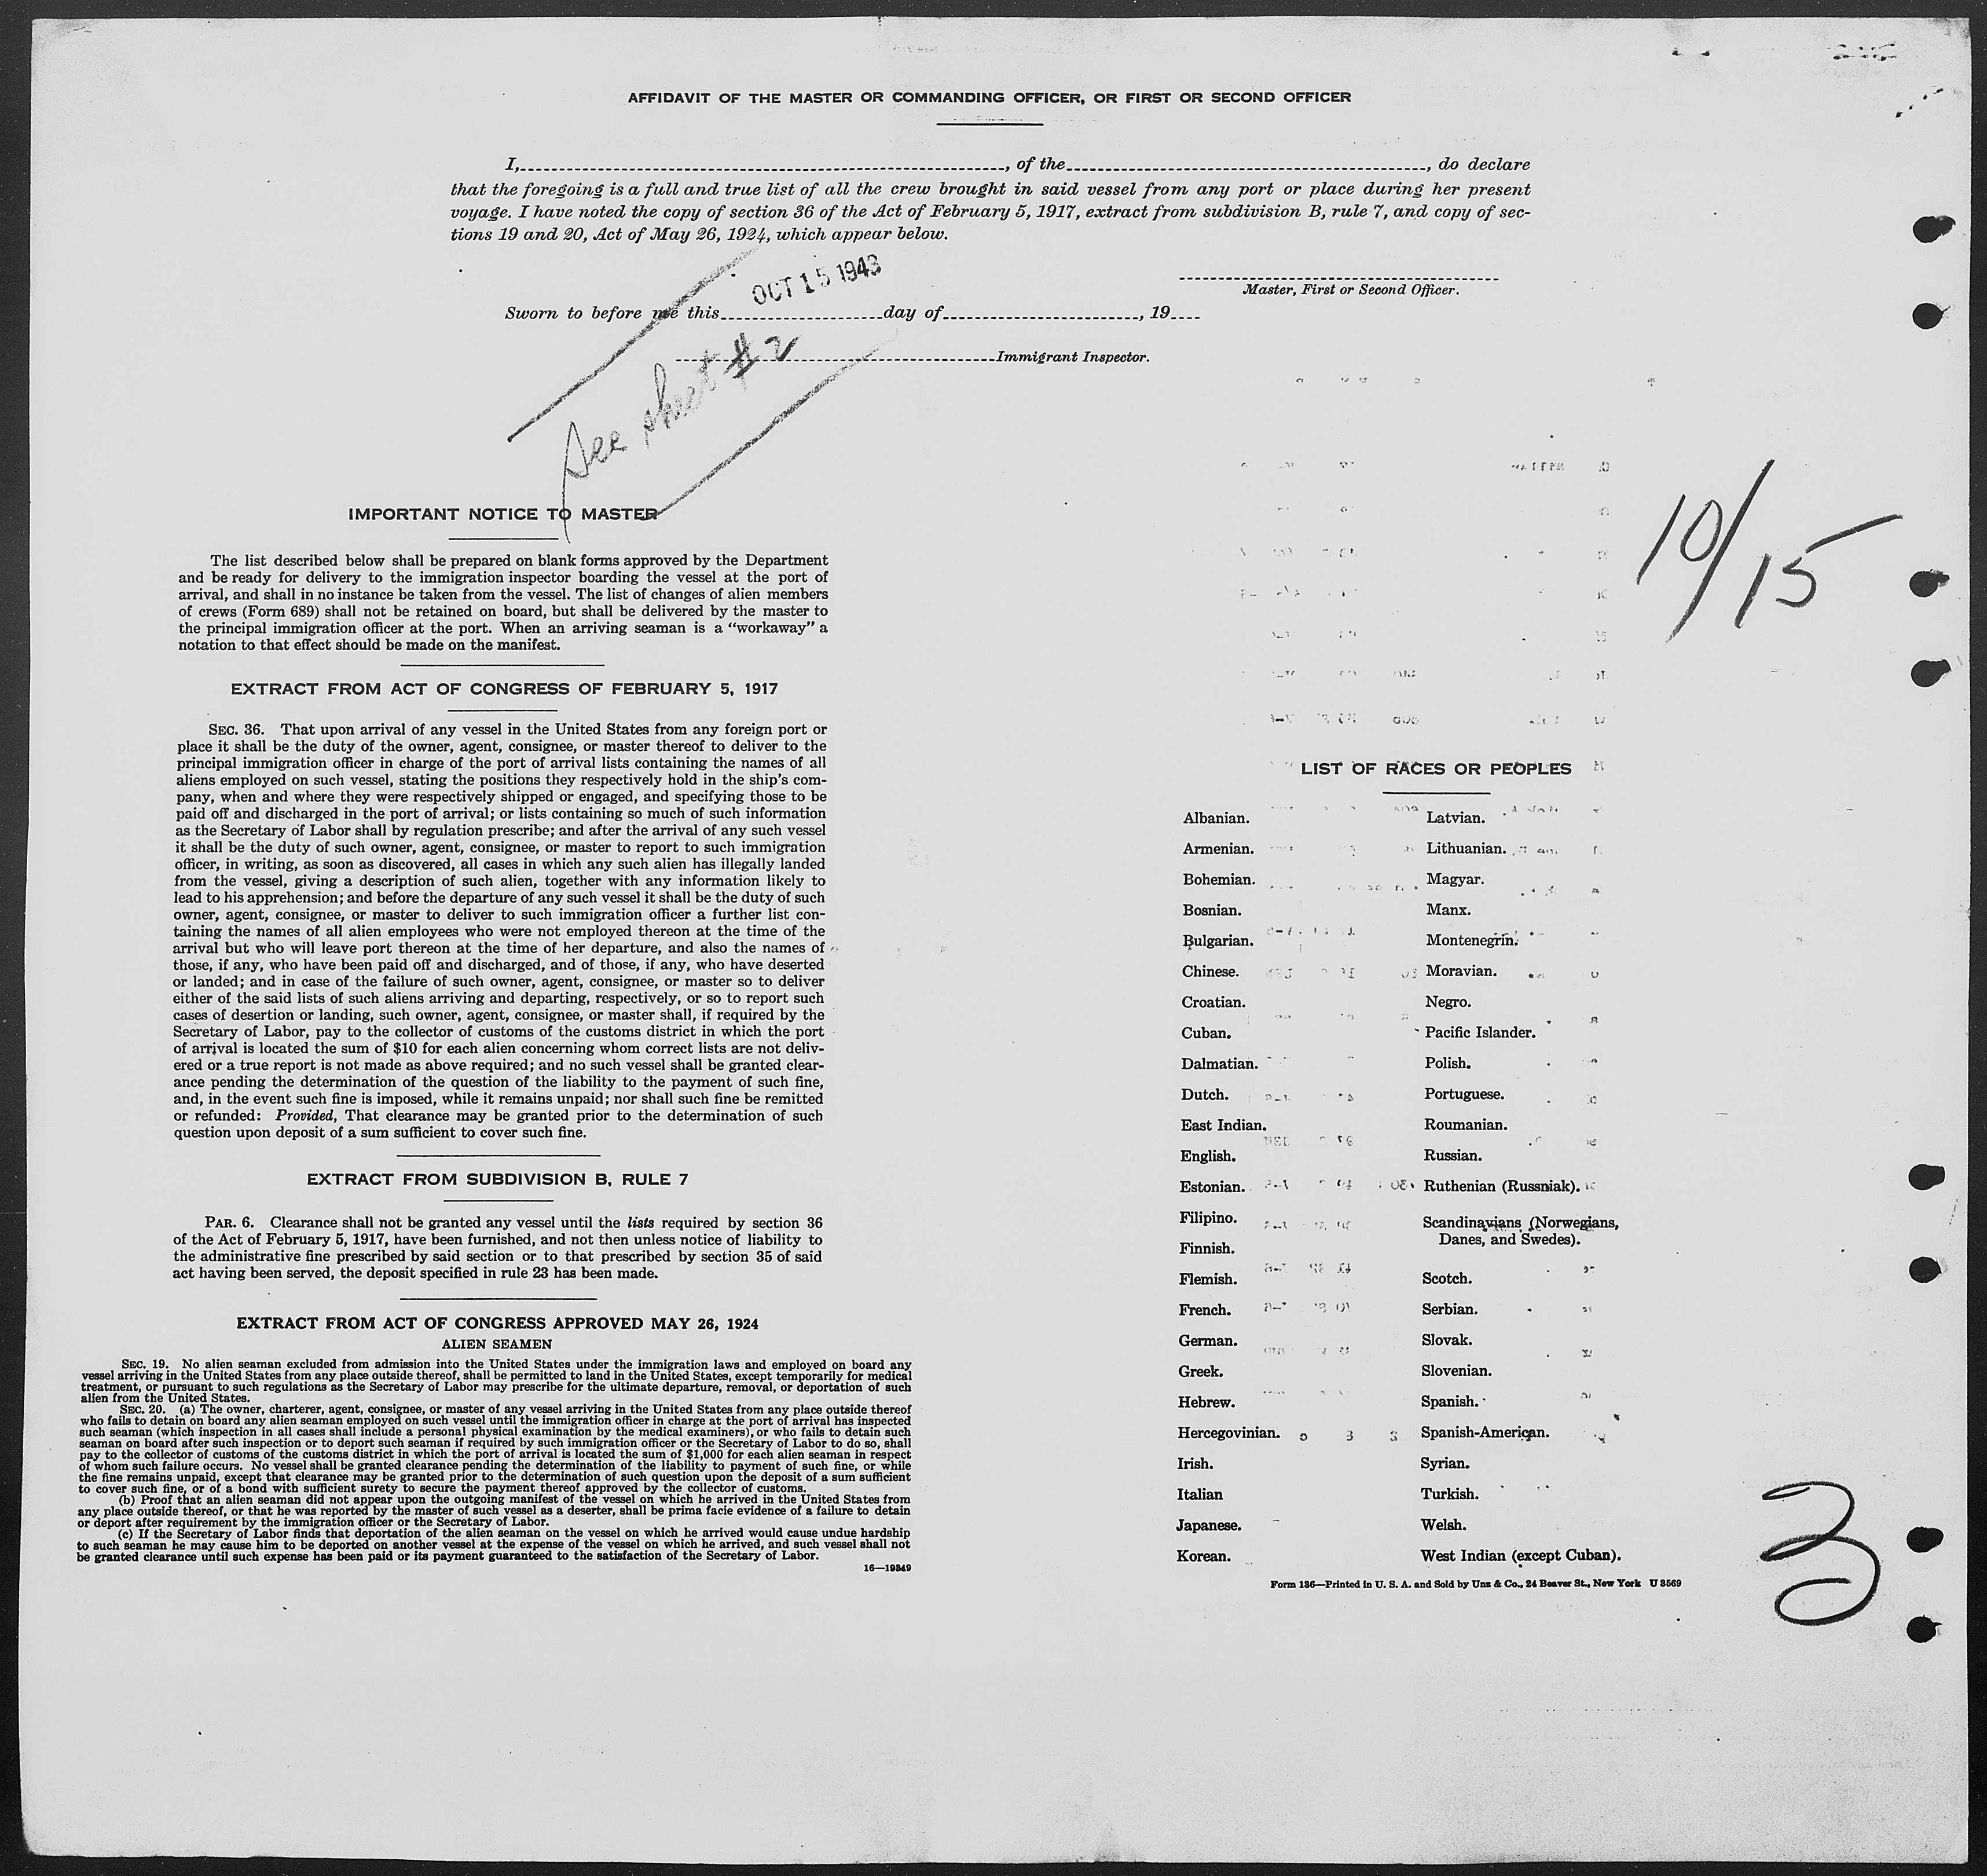 AFFIDAVIT OF THE MASTER OR COMMANDING OFFICER, OR FIRST OR SECOND OFFICER
I, , of the , do declare
that the foregoing is a full and true list of all the crew brought in said vessel from any port or place during her present
voyage. I have noted the copy of section 36 of the Act of February 5, 1917, extract from subdivision B, rule 7, and copy of sec-
tions 19 and 20, Act of May 26, 1924, which appear below.
OCT 15 1943
Master, First or Second Officer.
Sworn to before me this day of , 19
Immigrant Inspector.
See sheet #2
10/15
IMPORTANT NOTICE TO MASTER
The list described below shall be prepared on blank forms approved by the Department
and be ready for delivery to the immigration inspector boarding the vessel at the port of
arrival, and shall in no instance be taken from the vessel. The list of changes of alien members
of crews (Form 689) shall not be retained on board, but shall be delivered by the master to
the principal immigration officer at the port. When an arriving seaman is a "workaway" a
notation to that effect should be made on the manifest.
EXTRACT FROM ACT OF CONGRESS OF FEBRUARY 5, 1917
SEC. 36. That upon arrival of any vessel in the United States from any foreign port or
place it shall be the duty of the owner, agent, consignee, or master thereof to deliver to the
principal immigration officer in charge of the port of arrival lists containing the names of all
aliens employed on such vessel, stating the positions they respectively hold in the ship's com-
pany, when and where they were respectively shipped or engaged, and specifying those to be
paid off and discharged in the port of arrival; or lists containing so much of such information
as the Secretary of Labor shall by regulation prescribe; and after the arrival of any such vessel
it shall be the duty of such owner, agent, consignee, or master to report to such immigration
officer, in writing, as soon as discovered, all cases in which any such alien has illegally landed
from the vessel, giving a description of such alien, together with any information likely to
lead to his apprehension; and before the departure of any such vessel it shall be the duty of such
owner, agent, consignee, or master to deliver to such immigration officer a further list con-
taining the names of all alien employees who were not employed thereon at the time of the
arrival but who will leave port thereon at the time of her departure, and also the names of
those, if any, who have been paid off and discharged, and of those, if any, who have deserted
or landed; and in case of the failure of such owner, agent, consignee, or master so to deliver
either of the said lists of such aliens arriving and departing, respectively, or so to report such
cases of desertion or landing, such owner, agent, consignee, or master shall, if required by the
Secretary of Labor, pay to the collector of customs of the customs district in which the port
of arrival is located the sum of $10 for each alien concerning whom correct lists are not deliv-
ered or a true report is not made as above required; and no such vessel shall be granted clear-
ance pending the determination of the question of the liability to the payment of such fine,
and, in the event such fine is imposed, while it remains unpaid; nor shall such fine be remitted
or refunded: Provided, That clearance may be granted prior to the determination of such
question upon deposit of a sum sufficient to cover such fine.
EXTRACT FROM SUBDIVISION B, RULE 7
PAR. 6. Clearance shall not be granted any vessel until the lists required by section 36
of the Act of February 5, 1917, have been furnished, and not then unless notice of liability to
the administrative fine prescribed by said section or to that prescribed by section 35 of said
act having been served, the deposit specified in rule 23 has been made.
EXTRACT FROM ACT OF CONGRESS APPROVED MAY 26, 1924
ALIEN SEAMEN
SEC. 19. No alien seaman excluded from admission into the United States under the immigration laws and employed on board any
vessel arriving in the United States from any place outside thereof, shall be permitted to land in the United States, except temporarily for medical
treatment, or pursuant to such regulations as the Secretary of Labor may prescribe for the ultimate departure, removal, or deportation of such
alien from the United States.
SEC. 20. (a) The owner, charterer, agent, consignee, or master of any vessel arriving in the United States from any place outside thereof
who fails to detain on board any alien seaman employed on such vessel until the immigration officer in charge at the port of arrival has inspected
such seaman (which inspection in all cases shall include a personal physical examination by the medical examiners), or who fails to detain such
seaman on board after such inspection or to deport such seaman if required by such immigration officer or the Secretary of Labor to do so, shall
pay to the collector of customs of the customs district in which the port of arrival is located the sum of $1,000 for each alien seaman in respect
of whom such failure occurs. No vessel shall be granted clearance pending the determination of the liability to payment of such fine, or while
the fine remains unpaid, except that clearance may be granted prior to the determination of such question upon the deposit of a sum sufficient
to cover such fine, or of a bond with sufficient surety to secure the payment thereof approved by the collector of customs.
(b) Proof that an alien seaman did not appear upon the outgoing manifest of the vessel on which he arrived in the United States from
any place outside thereof, or that he was reported by the master of such vessel as a deserter, shall be prima facie evidence of a failure to detain
or deport after requirement by the immigration officer or the Secretary of Labor.
(c) If the Secretary of Labor finds that deportation of the alien seaman on the vessel on which he arrived would cause undue hardship
to such seaman he may cause him to be deported on another vessel at the expense of the vessel on which he arrived, and such vessel shall not
be granted clearance until such expense has been paid or its payment guaranteed to the satisfaction of the Secretary of Labor.
16—19349
LIST OF RACES OR PEOPLES
Albanian.
Armenian.
Bohemian.
Bosnian.
Bulgarian.
Chinese.
Croatian.
Cuban.
Dalmatian.
Dutch.
East Indian.
English.
Estonian.
Filipino.
Finnish.
Flemish.
French.
German.
Greek.
Hebrew.
Hercegovinian.
Irish.
Italian
Japanese.
Korean.
Latvian.
Lithuanian.
Magyar.
Manx.
Montenegrin.
Moravian.
Negro.
Pacific Islander.
Polish.
Portuguese.
Roumanian.
Russian.
Ruthenian (Russniak).
Scandinavians (Norwegians,
Danes, and Swedes).
Scotch.
Serbian.
Slovak.
Slovenian.
Spanish.
Spanish-American.
Syrian.
Turkish.
Welsh.
West Indian (except Cuban).
Form 186—Printed in U. S. A. and Sold by Unz & Co., 24 Beaver St., New York U 8569
3